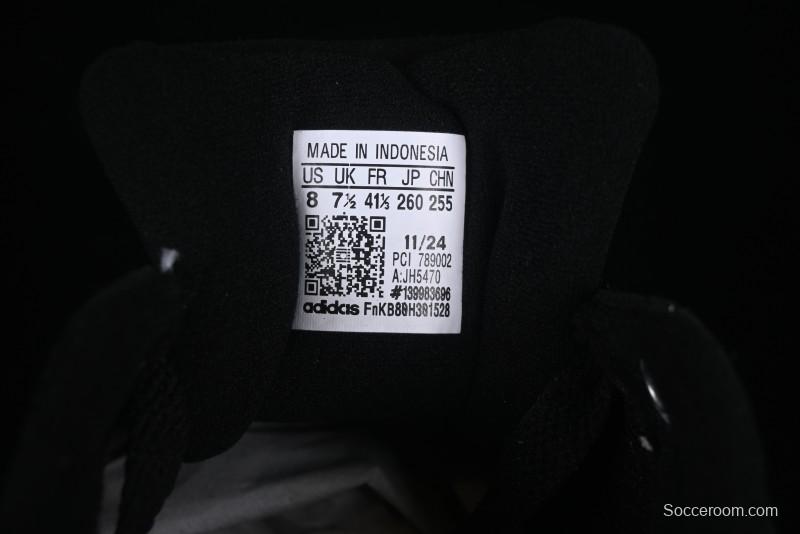 MADE IN INDONESIA
US UK FR JP CHN
8 7½ 41⅓ 260 255
11/24
PCI 789002
A:JH5470
#139983696
adidas FnKB80H301528
Socceroom.com